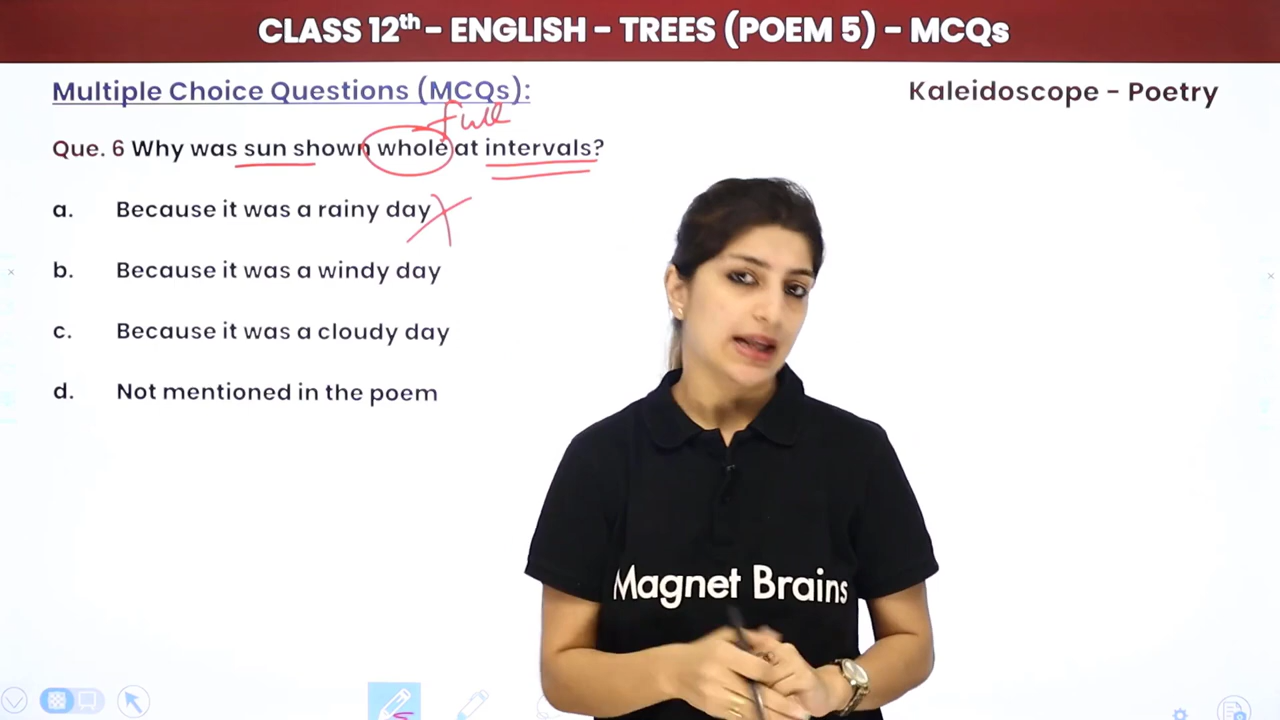 CLASS 12th - ENGLISH - TREES (POEM 5) - MCQs
Multiple Choice Questions (MCQs):
Kaleidoscope - Poetry
full
Que. 6 Why was sun shown whole at intervals?
a. Because it was a rainy day
b. Because it was a windy day
c. Because it was a cloudy day
d. Not mentioned in the poem
Magnet Brains